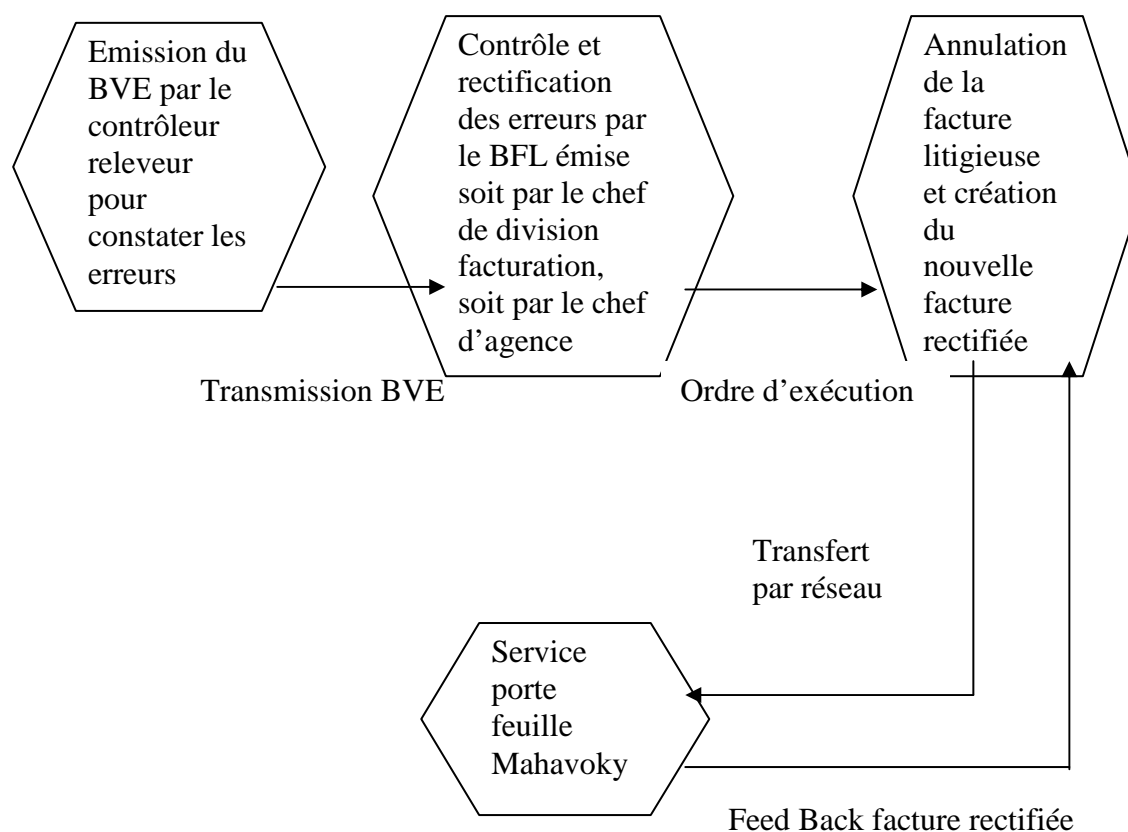 Emission du
BVE par le
contrôleur
releveur
pour
constater les
erreurs
Contrôle et
rectification
des erreurs par
le BFL émise
soit par le chef
de division
facturation,
soit par le chef
d'agence
Annulation
de la
facture
litigieuse
et création
du
nouvelle
facture
rectifiée
Transmission BVE
Ordre d'exécution
Transfert
par réseau
Service
porte
feuille
Mahavoky
Feed Back facture rectifiée